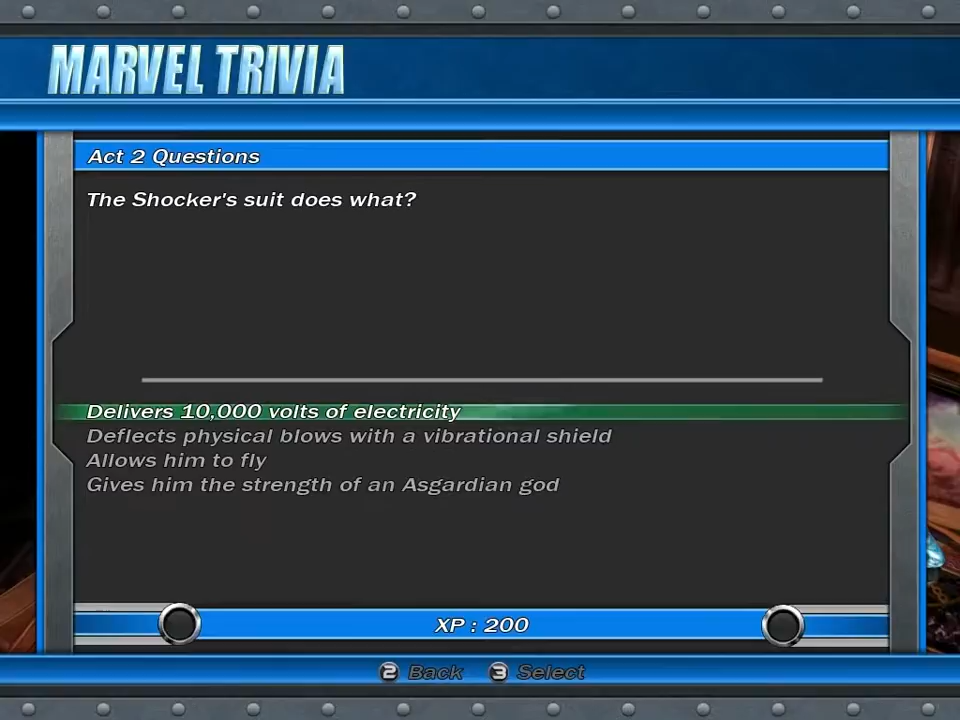 MARVEL TRIVIA
Act 2 Questions
The Shocker's suit does what?
Delivers 10,000 volts of electricity
Deflects physical blows with a vibrational shield
Allows him to fly
Gives him the strength of an Asgardian god
XP : 200
2 Back 3 Select